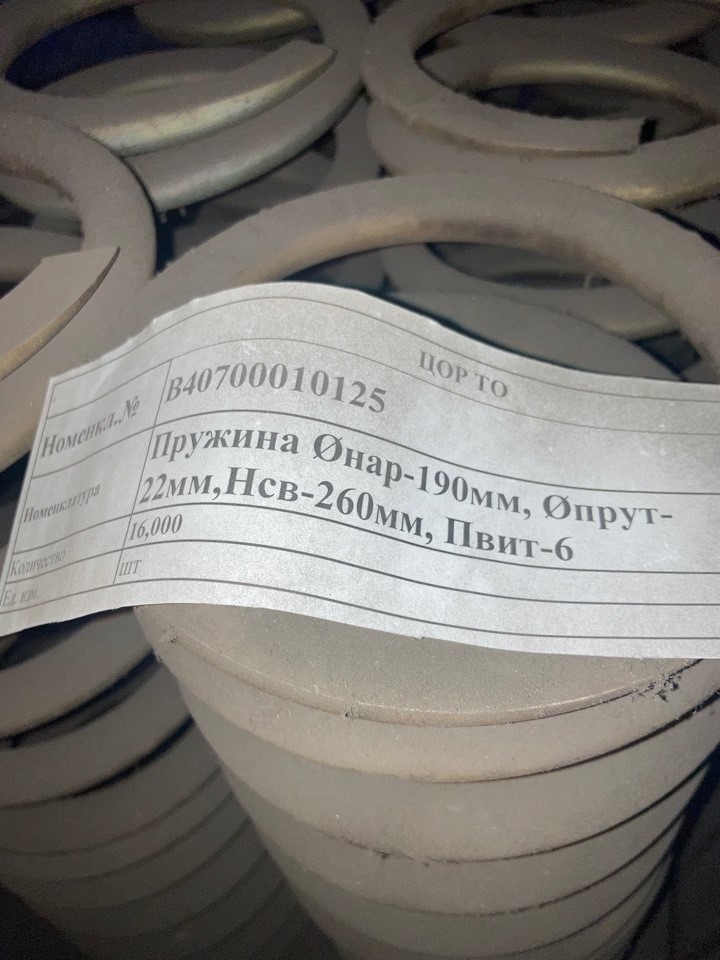 ЦОР ТО
Номенкл..№ B40700010125
Номенклатура Пружина Øнар-190мм, Øпрут-
22мм,Нсв-260мм, Пвит-6
Количество 16,000
Ед. изм. шт